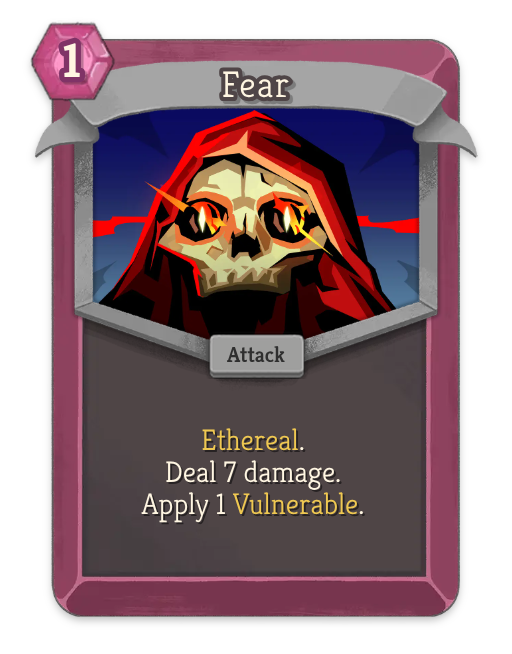 1
Fear
Attack
Ethereal.
Deal 7 damage.
Apply 1 Vulnerable.